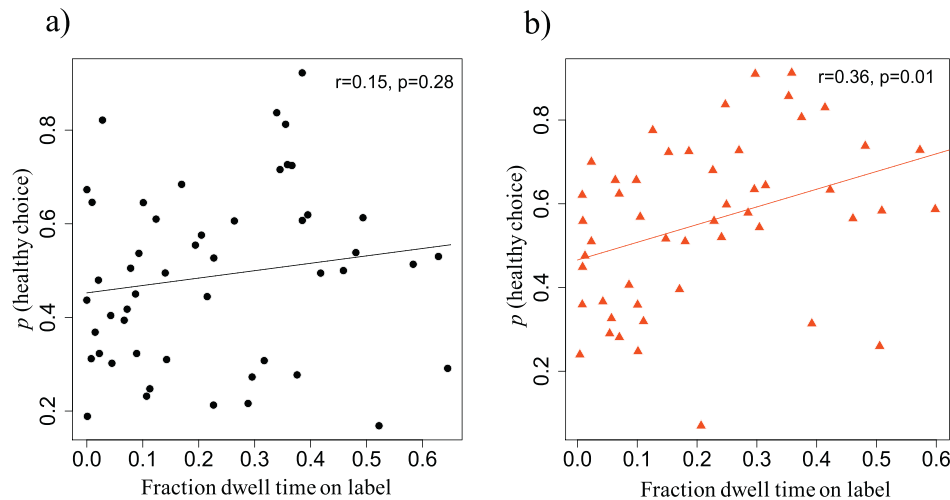 a)
r=0.15, p=0.28
p (healthy choice)
0.8
0.6
0.4
0.2
0.0 0.1 0.2 0.3 0.4 0.5 0.6
Fraction dwell time on label
b)
r=0.36, p=0.01
p (healthy choice)
0.8
0.6
0.4
0.2
0.0 0.1 0.2 0.3 0.4 0.5 0.6
Fraction dwell time on label